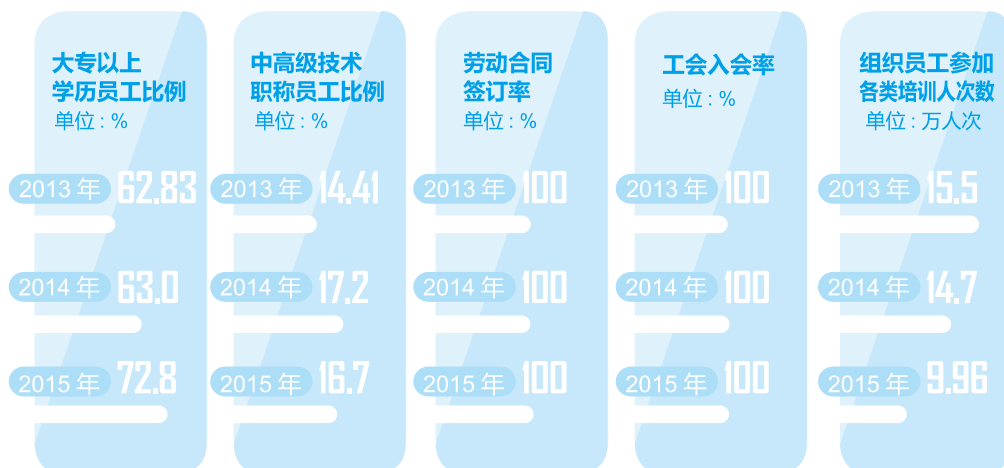 大专以上
学历员工比例
单位：%
2013 年 62.83
2014 年 63.0
2015 年 72.8
中高级技术
职称员工比例
单位：%
2013 年 14.41
2014 年 17.2
2015 年 16.7
劳动合同
签订率
单位：%
2013 年 100
2014 年 100
2015 年 100
工会入会率
单位：%
2013 年 100
2014 年 100
2015 年 100
组织员工参加
各类培训人次数
单位：万人次
2013 年 15.5
2014 年 14.7
2015 年 9.96